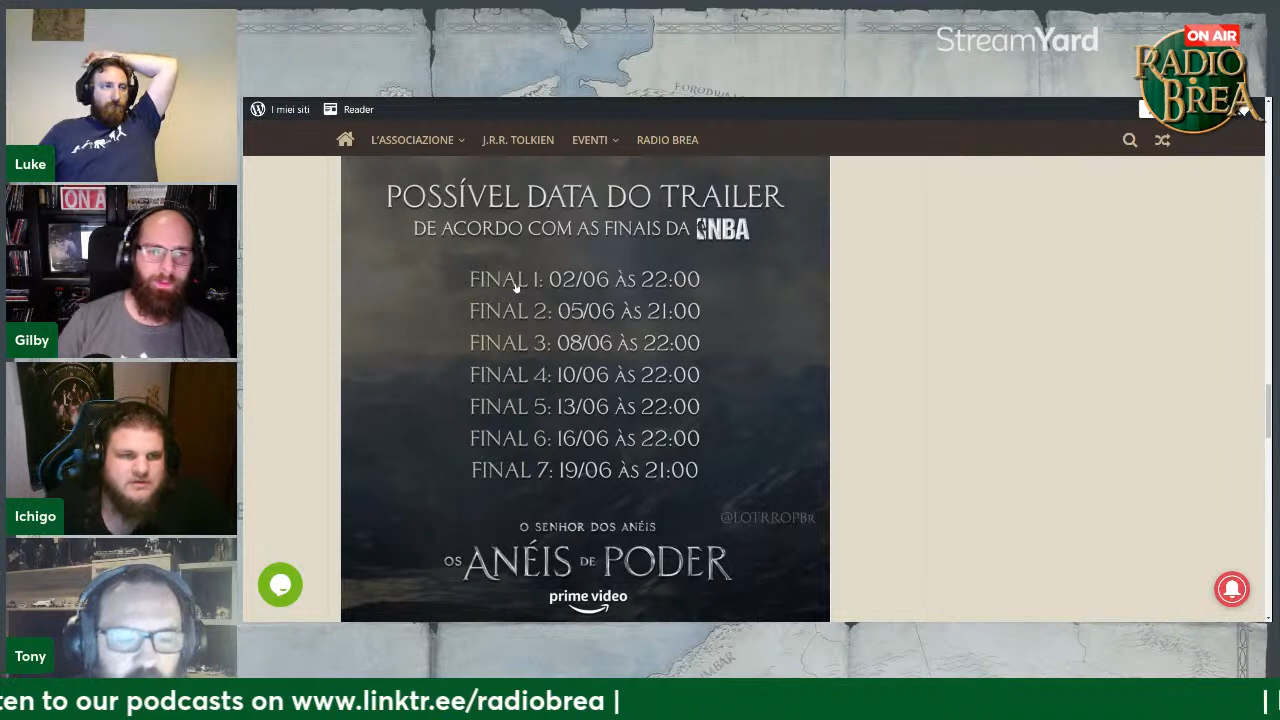 StreamYard
ON AIR
RADIO
BREA
FORODWA
Luke
I miei siti
Reader
L'ASSOCIAZIONE
J.R.R. TOLKIEN
EVENTI
RADIO BREA
POSSÍVEL DATA DO TRAILER
DE ACORDO COM AS FINAIS DA NBA
FINAL 1: 02/06 ÀS 22:00
FINAL 2: 05/06 ÀS 21:00
FINAL 3: 08/06 ÀS 22:00
FINAL 4: 10/06 ÀS 22:00
FINAL 5: 13/06 ÀS 22:00
FINAL 6: 16/06 ÀS 22:00
FINAL 7: 19/06 ÀS 21:00
@LOTRROPBR
O SENHOR DOS ANÉIS
OS ANÉIS DE PODER
prime video
ON A
Gilby
Ichigo
Tony
ten to our podcasts on www.linktr.ee/radiobrea |